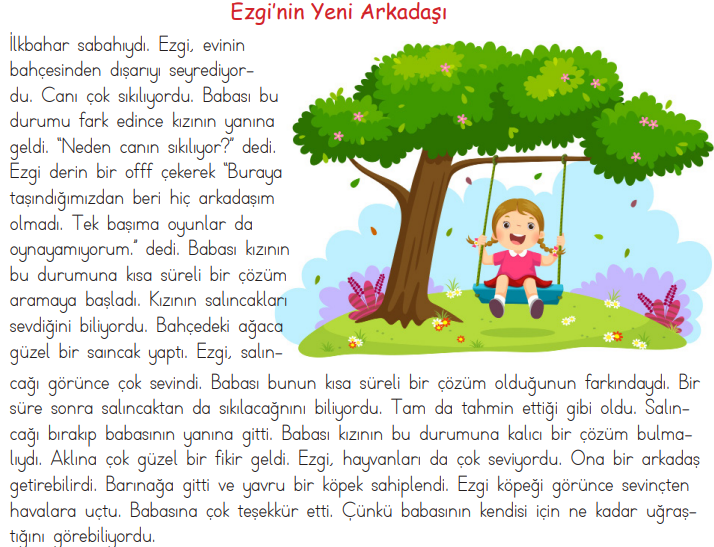 Ezgi'nin Yeni Arkadaşı
İlkbahar sabahıydı. Ezgi, evinin
bahçesinden dışarıyı seyrediyor-
du. Canı çok sıkılıyordu. Babası bu
durumu fark edince kızının yanına
geldi. "Neden canın sıkılıyor?" dedi.
Ezgi derin bir offf çekerek "Buraya
taşındığımızdan beri hiç arkadaşım
olmadı. Tek başıma oyunlar da
oynayamıyorum." dedi. Babası kızının
bu durumuna kısa süreli bir çözüm
aramaya başladı. Kızının salıncakları
sevdiğini biliyordu. Bahçedeki ağaca
güzel bir saıncak yaptı. Ezgi, salın-
cağı görünce çok sevindi. Babası bunun kısa süreli bir çözüm olduğunun farkındaydı. Bir
süre sonra salıncaktan da sıkılacağnını biliyordu. Tam da tahmin ettiği gibi oldu. Salın-
cağı bırakıp babasının yanına gitti. Babası kızının bu durumuna kalıcı bir çözüm bulma-
lıydı. Aklına çok güzel bir fikir geldi. Ezgi, hayvanları da çok seviyordu. Ona bir arkadaş
getirebilirdi. Barınağa gitti ve yavru bir köpek sahiplendi. Ezgi köpeği görünce sevinçten
havalara uçtu. Babasına çok teşekkür etti. Çünkü babasının kendisi için ne kadar uğraş-
tığını görebiliyordu.